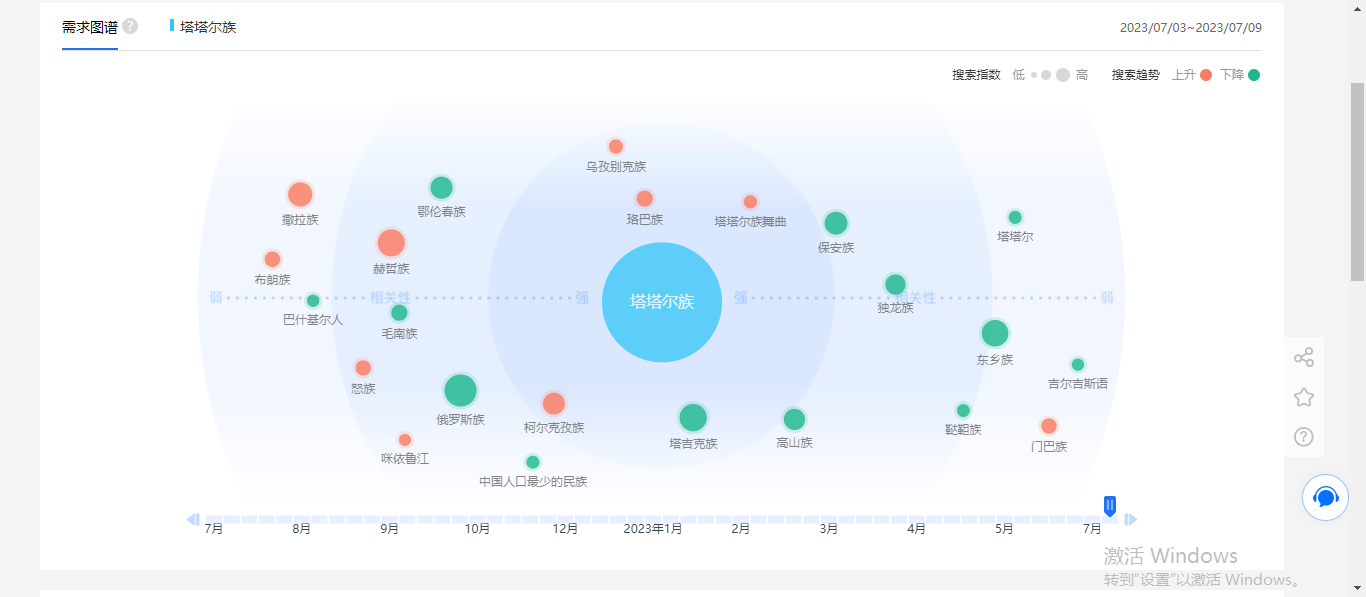 需求图谱 ? 塔塔尔族 2023/07/03~2023/07/09
搜索指数 低 高 搜索趋势 上升 下降
乌孜别克族
撒拉族
鄂伦春族
珞巴族
塔塔尔族舞曲
保安族
塔塔尔
赫哲族
布朗族
弱 相关性 强
塔塔尔族
强 相关性 弱
巴什基尔人
毛南族
独龙族
东乡族
吉尔吉斯语
怒族
俄罗斯族
柯尔克孜族
塔吉克族
高山族
鞑靼族
门巴族
咪依鲁江
中国人口最少的民族
7月 8月 9月 10月 12月 2023年1月 2月 3月 4月 5月 7月
激活 Windows
转到"设置"以激活 Windows。